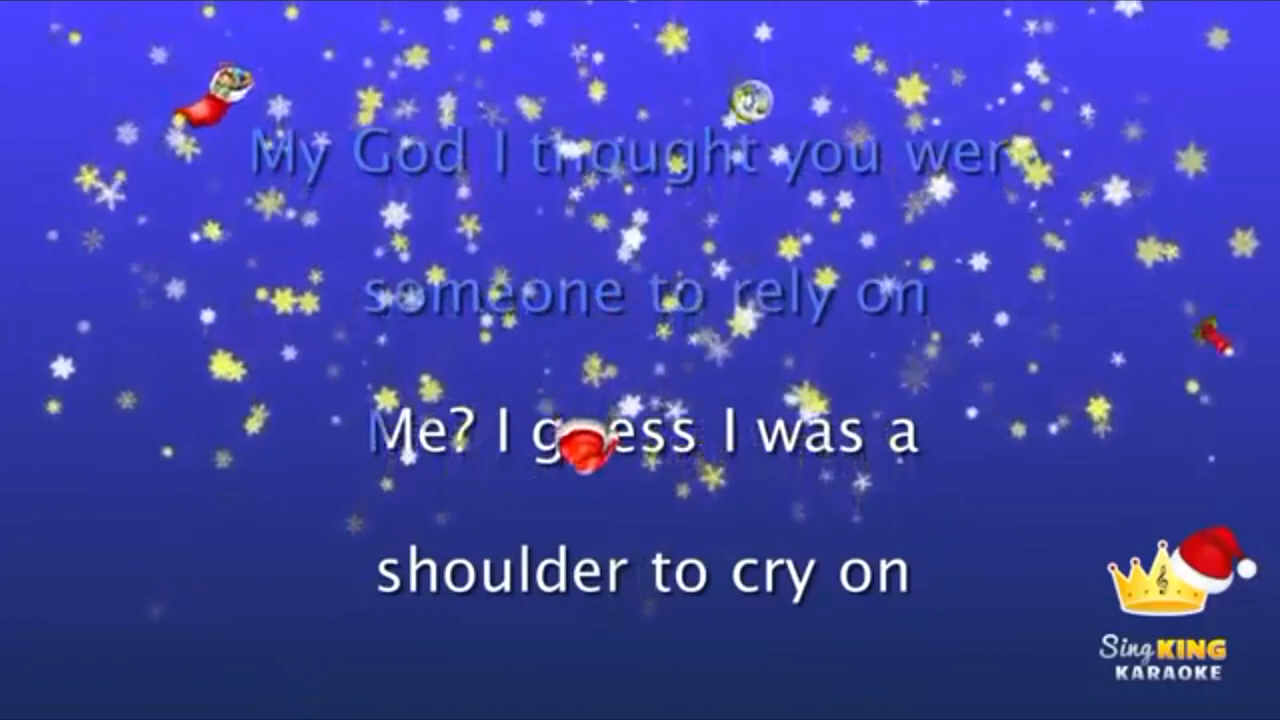 My God I thought you were
someone to rely on
Me? I guess I was a
shoulder to cry on
Sing KING
KARAOKE